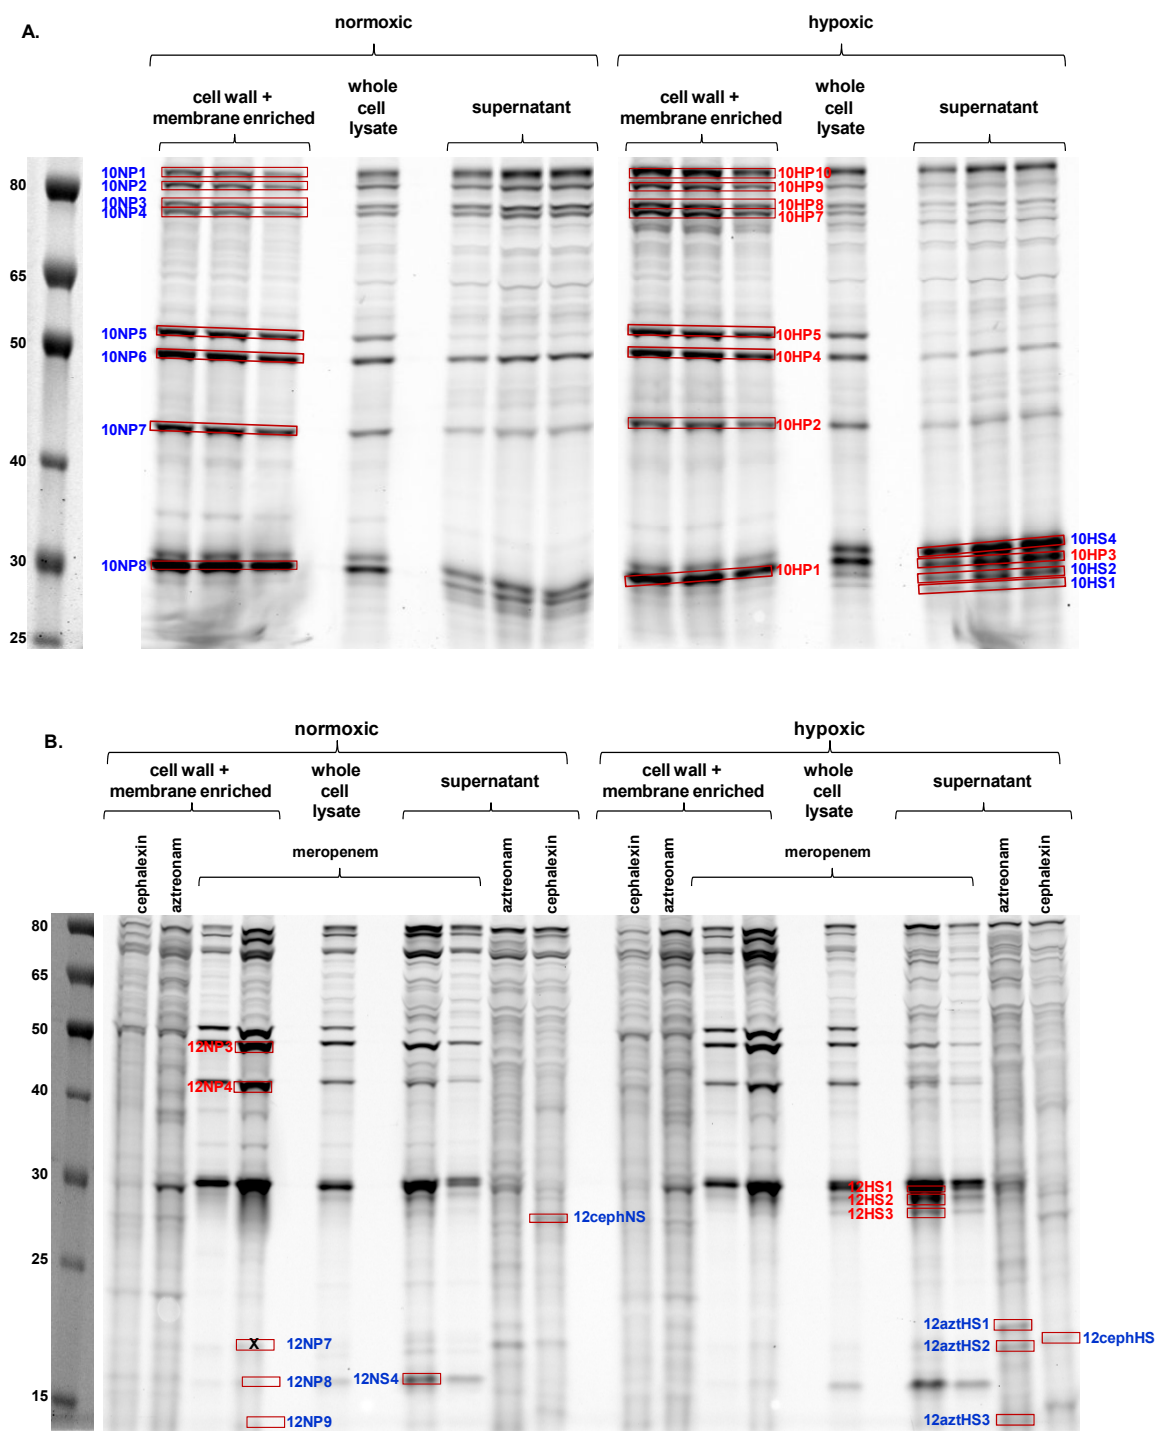 A.
normoxic
hypoxic
cell wall +
membrane enriched
whole
cell
lysate
supernatant
cell wall +
membrane enriched
whole
cell
lysate
supernatant
80
65
50
40
30
25
10NP1
10NP2
10NP3
10NP4
10NP5
10NP6
10NP7
10NP8
10HP10
10HP9
10HP8
10HP7
10HP5
10HP4
10HP2
10HP1
10HS4
10HP3
10HS2
10HS1
B.
normoxic
hypoxic
cell wall +
membrane enriched
whole
cell
lysate
supernatant
cell wall +
membrane enriched
whole
cell
lysate
supernatant
cephalexin
aztreonam
meropenem
aztreonam
cephalexin
cephalexin
aztreonam
meropenem
aztreonam
cephalexin
80
65
50
40
30
25
15
12NP3
12NP4
X
12NP7
12NP8
12NP9
12NS4
12cephNS
12HS1
12HS2
12HS3
12aztHS1
12aztHS2
12aztHS3
12cephHS